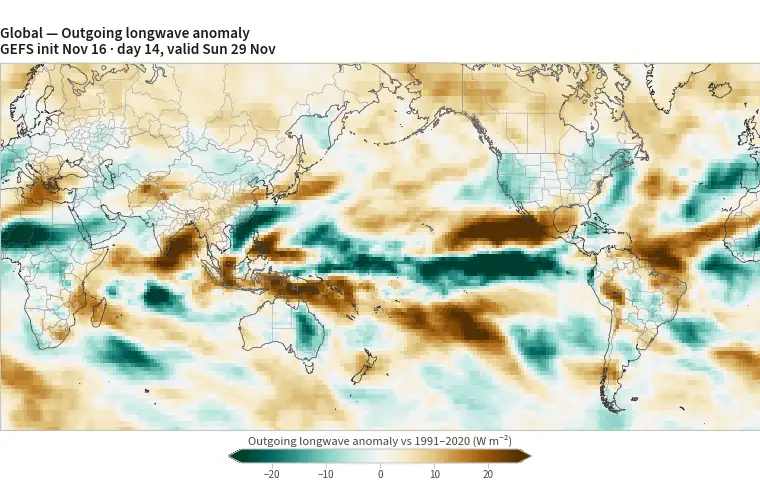 Global — Outgoing longwave anomaly
GEFS init Nov 16 · day 14, valid Sun 29 Nov
Outgoing longwave anomaly vs 1991–2020 (W m⁻²)
−20 −10 0 10 20